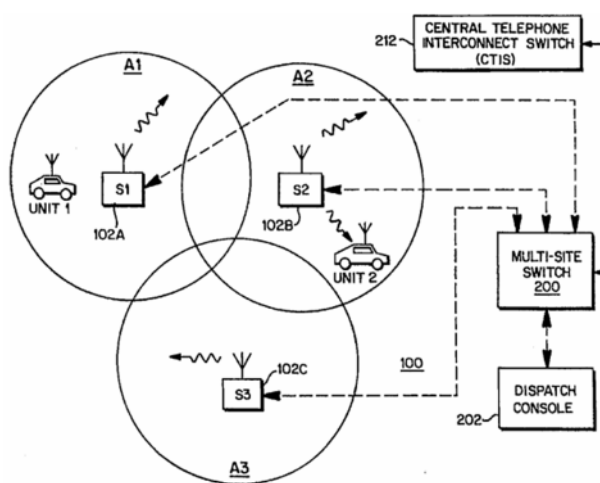 CENTRAL TELEPHONE
INTERCONNECT SWITCH
(CTIS)
212
A1
A2
UNIT 1
S1
102A
S2
102B
UNIT 2
MULTI-SITE
SWITCH
200
S3
102C
100
DISPATCH
CONSOLE
202
A3